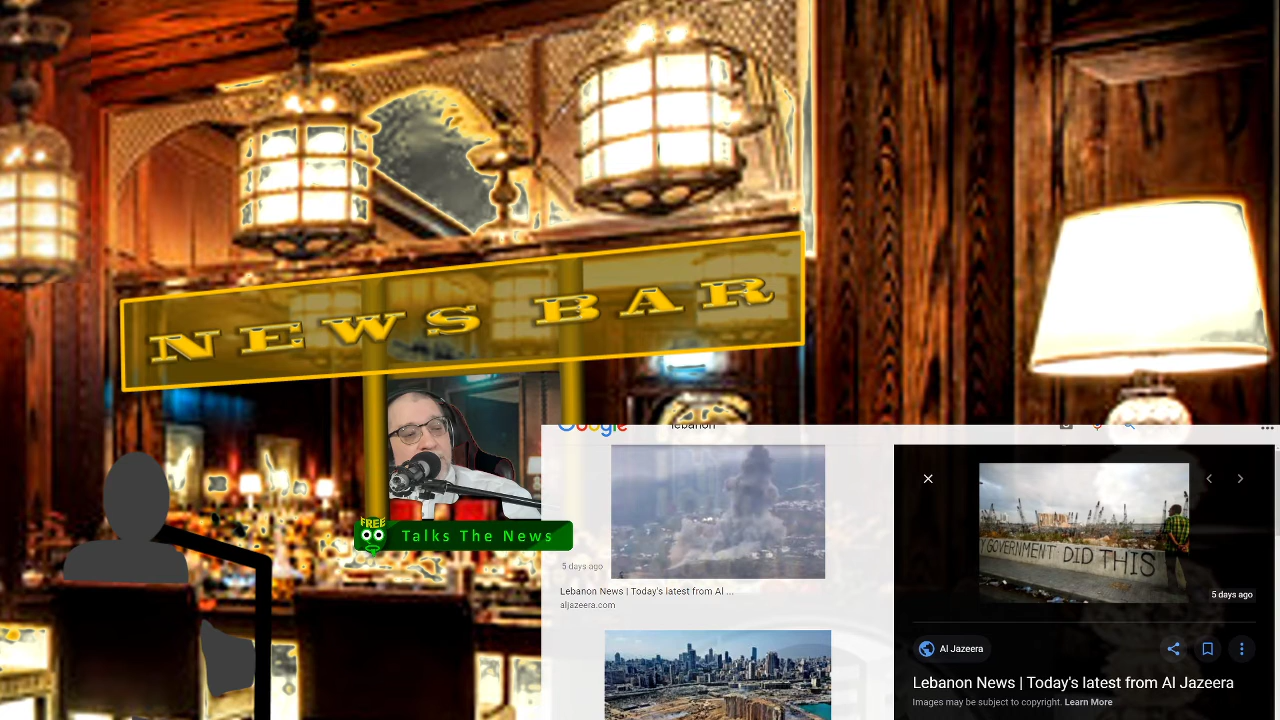 NEWS BAR
FREE
Talks The News
Google
lebanon
5 days ago
Lebanon News | Today's latest from Al ...
aljazeera.com
Y GOVERNMENT DID THIS
5 days ago
Al Jazeera
Lebanon News | Today's latest from Al Jazeera
Images may be subject to copyright. Learn More